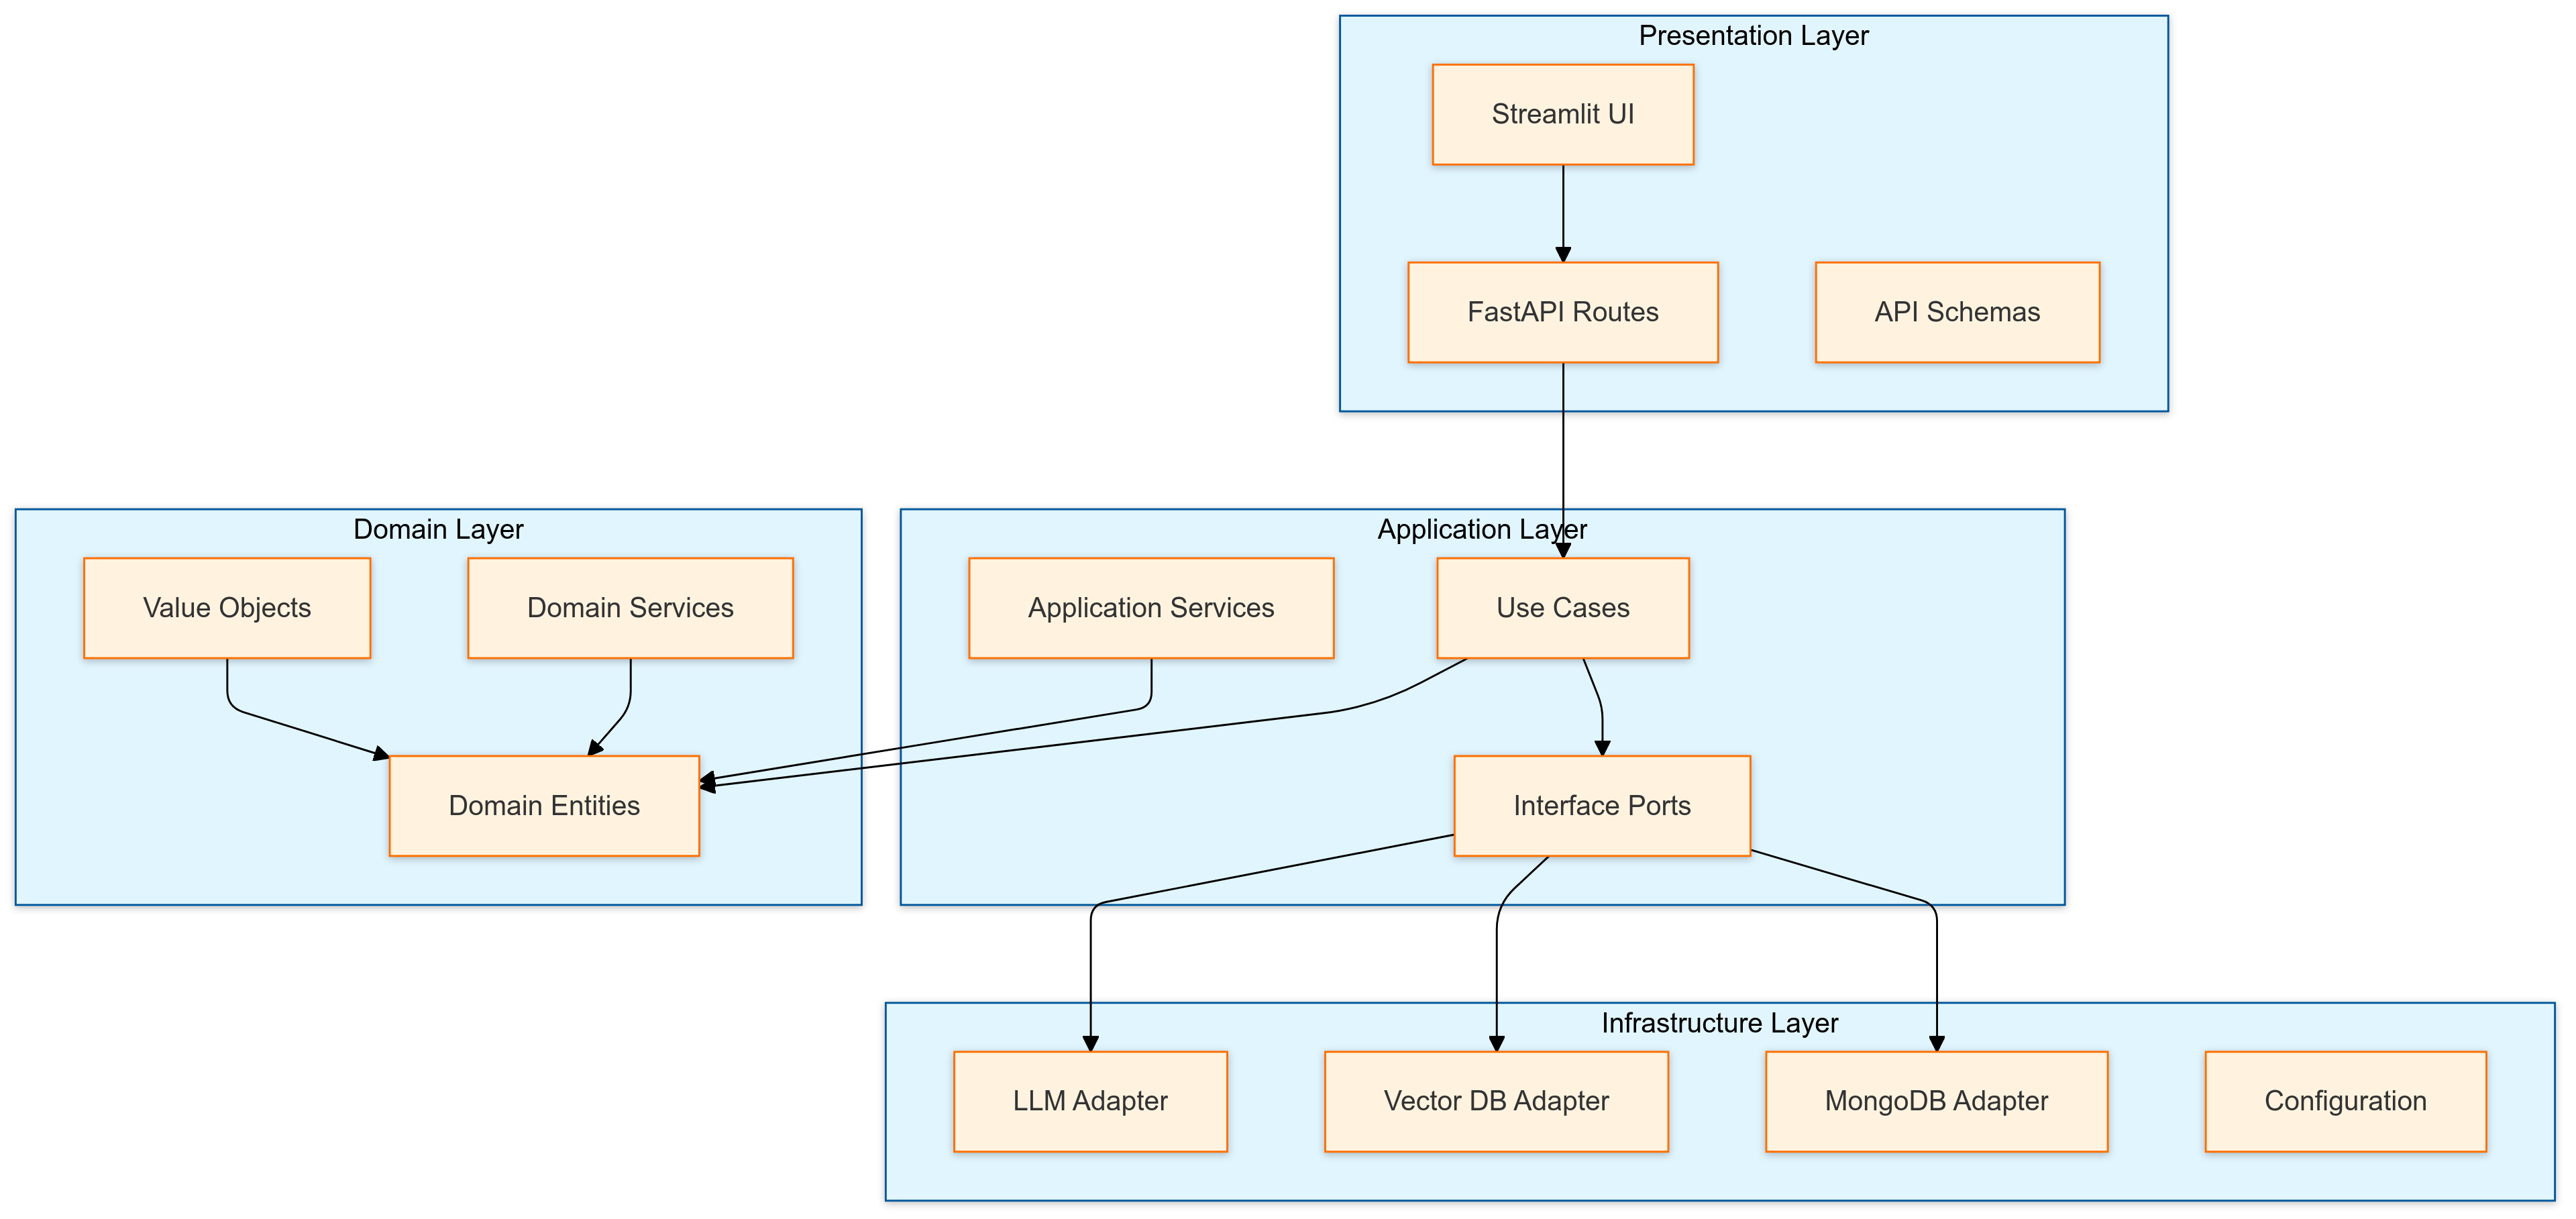 Presentation Layer
Streamlit UI
FastAPI Routes
API Schemas
Domain Layer
Value Objects
Domain Services
Domain Entities
Application Layer
Application Services
Use Cases
Interface Ports
Infrastructure Layer
LLM Adapter
Vector DB Adapter
MongoDB Adapter
Configuration